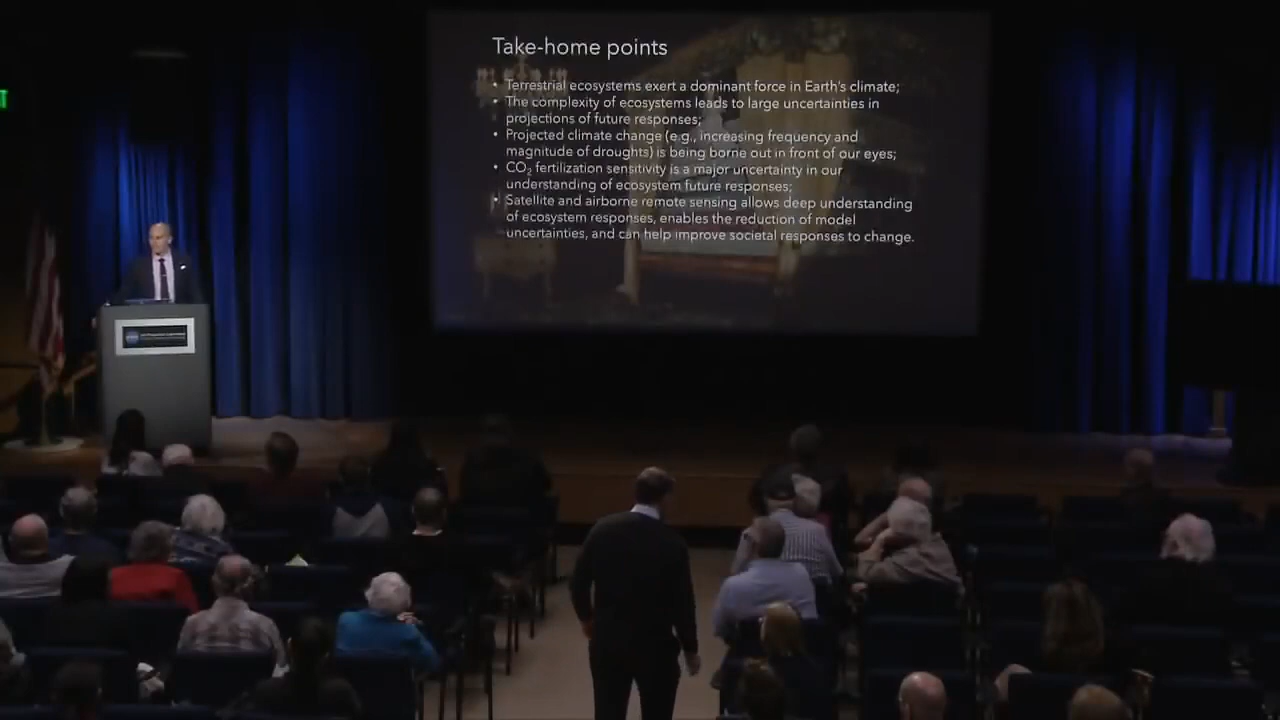 Take-home points
• Terrestrial ecosystems exert a dominant force in Earth's climate;
• The complexity of ecosystems leads to large uncertainties in
projections of future responses;
• Projected climate change (e.g., increasing frequency and
magnitude of droughts) is being borne out in front of our eyes;
• CO₂ fertilization sensitivity is a major uncertainty in our
understanding of ecosystem future responses;
• Satellite and airborne remote sensing allows deep understanding
of ecosystem responses, enables the reduction of model
uncertainties, and can help improve societal responses to change.